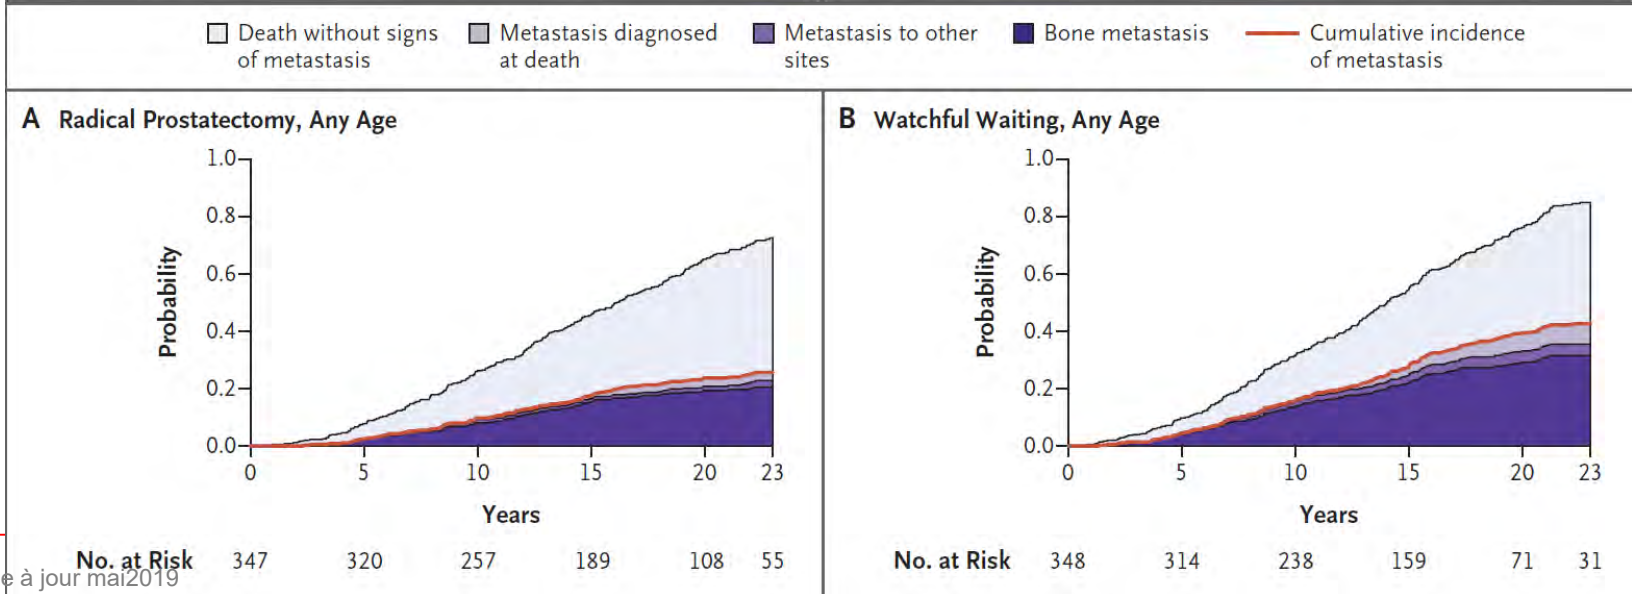 Death without signs
of metastasis
Metastasis diagnosed
at death
Metastasis to other
sites
Bone metastasis
Cumulative incidence
of metastasis
A Radical Prostatectomy, Any Age
1.0
0.8
0.6
0.4
0.2
0.0
Probability
0 5 10 15 20 23
Years
No. at Risk 347 320 257 189 108 55
B Watchful Waiting, Any Age
1.0
0.8
0.6
0.4
0.2
0.0
Probability
0 5 10 15 20 23
Years
No. at Risk 348 314 238 159 71 31
e à jour mai2019